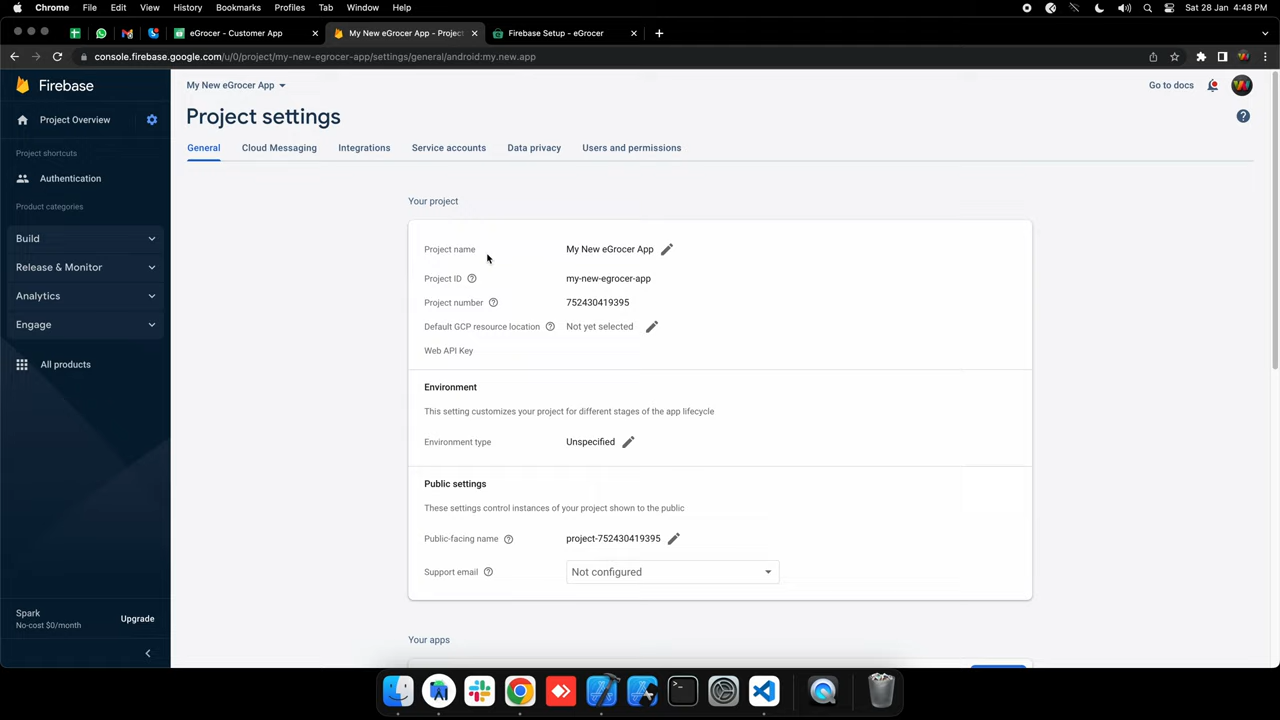 Chrome File Edit View History Bookmarks Profiles Tab Window Help Sat 28 Jan 4:48 PM
eGrocer - Customer App My New eGrocer App - Projec Firebase Setup - eGrocer
console.firebase.google.com/u/0/project/my-new-egrocer-app/settings/general/android:my.new.app
Firebase
My New eGrocer App
Go to docs
Project Overview
Project settings
Project shortcuts
General Cloud Messaging Integrations Service accounts Data privacy Users and permissions
Authentication
Product categories
Your project
Build
Project name My New eGrocer App
Release & Monitor
Project ID my-new-egrocer-app
Analytics
Project number 752430419395
Engage
Default GCP resource location Not yet selected
Web API Key
All products
Environment
This setting customizes your project for different stages of the app lifecycle
Environment type Unspecified
Public settings
These settings control instances of your project shown to the public
Public-facing name project-752430419395
Support email Not configured
Spark
No-cost $0/month
Upgrade
Your apps